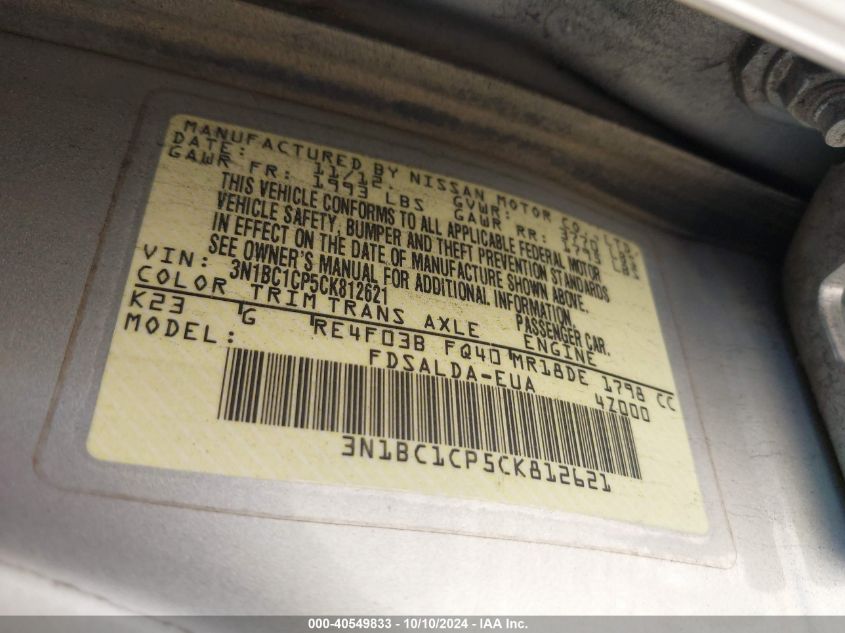 MANUFACTURED BY NISSAN MOTOR CO., LTD.
DATE: 11/12 GVWR: LBS
GAWR FR: 1993 LBS GAWR RR: LBS
THIS VEHICLE CONFORMS TO ALL APPLICABLE FEDERAL MOTOR
VEHICLE SAFETY, BUMPER AND THEFT PREVENTION STANDARDS
IN EFFECT ON THE DATE OF MANUFACTURE SHOWN ABOVE.
SEE OWNER'S MANUAL FOR ADDITIONAL INFORMATION.
VIN: 3N1BC1CP5CK812621 PASSENGER CAR.
COLOR TRIM TRANS AXLE ENGINE
K23 G RE4F03B FQ40 MR18DE 1798 CC
MODEL: FDSALDA-EUA 4Z000
3N1BC1CP5CK812621
000-40549833 - 10/10/2024 - IAA Inc.